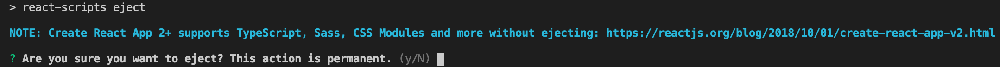 > react-scripts eject
NOTE: Create React App 2+ supports TypeScript, Sass, CSS Modules and more without ejecting: https://reactjs.org/blog/2018/10/01/create-react-app-v2.html
? Are you sure you want to eject? This action is permanent. (y/N)